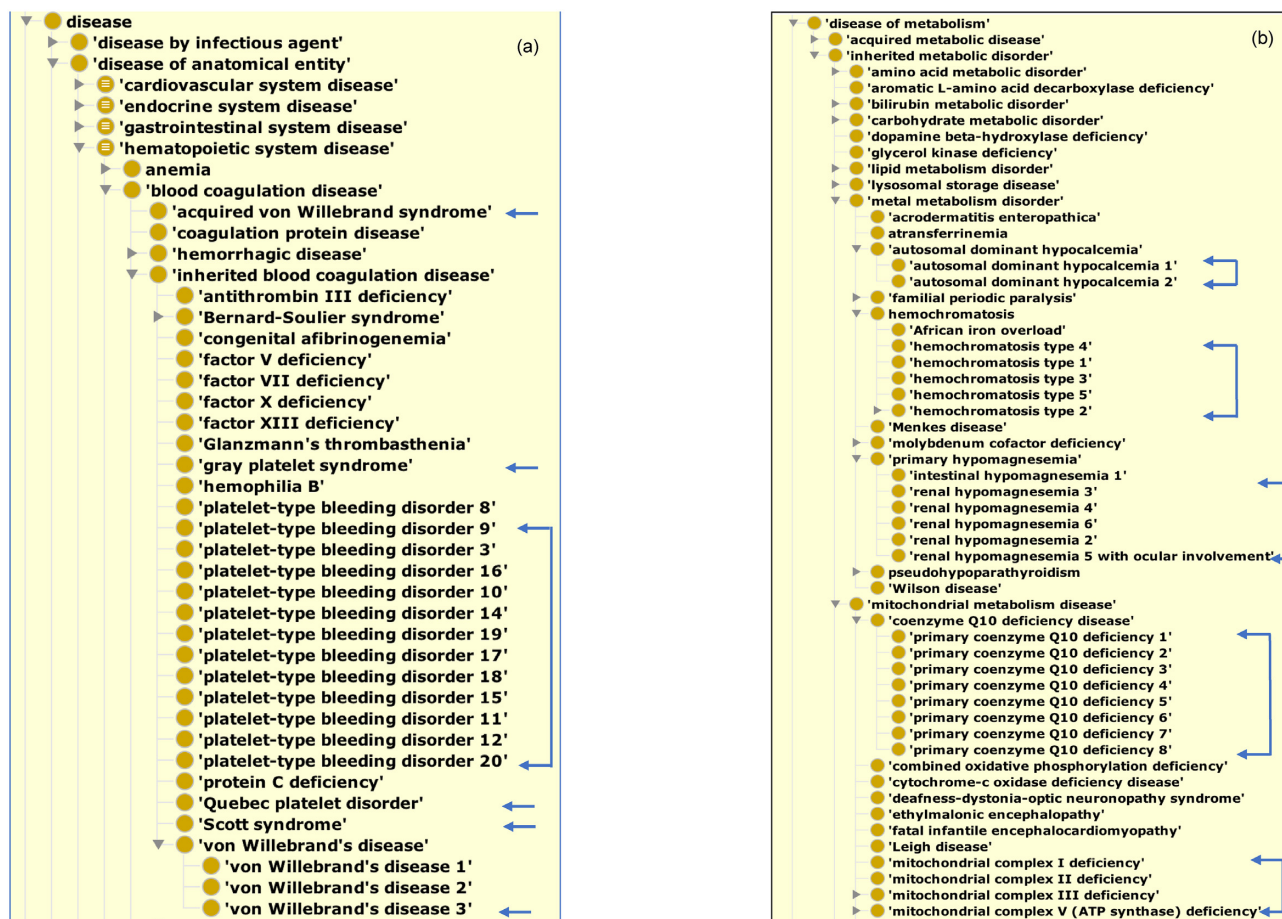 disease
'disease by infectious agent'
(a)
'disease of anatomical entity'
'cardiovascular system disease'
'endocrine system disease'
'gastrointestinal system disease'
'hematopoietic system disease'
anemia
'blood coagulation disease'
'acquired von Willebrand syndrome'
'coagulation protein disease'
'hemorrhagic disease'
'inherited blood coagulation disease'
'antithrombin III deficiency'
'Bernard-Soulier syndrome'
'congenital afibrinogenemia'
'factor V deficiency'
'factor VII deficiency'
'factor X deficiency'
'factor XIII deficiency'
'Glanzmann's thrombasthenia'
'gray platelet syndrome'
'hemophilia B'
'platelet-type bleeding disorder 8'
'platelet-type bleeding disorder 9'
'platelet-type bleeding disorder 3'
'platelet-type bleeding disorder 16'
'platelet-type bleeding disorder 10'
'platelet-type bleeding disorder 14'
'platelet-type bleeding disorder 19'
'platelet-type bleeding disorder 17'
'platelet-type bleeding disorder 18'
'platelet-type bleeding disorder 15'
'platelet-type bleeding disorder 11'
'platelet-type bleeding disorder 12'
'platelet-type bleeding disorder 20'
'protein C deficiency'
'Quebec platelet disorder'
'Scott syndrome'
'von Willebrand's disease'
'von Willebrand's disease 1'
'von Willebrand's disease 2'
'von Willebrand's disease 3'
'disease of metabolism'
'acquired metabolic disease'
(b)
'inherited metabolic disorder'
'amino acid metabolic disorder'
'aromatic L-amino acid decarboxylase deficiency'
'bilirubin metabolic disorder'
'carbohydrate metabolic disorder'
'dopamine beta-hydroxylase deficiency'
'glycerol kinase deficiency'
'lipid metabolism disorder'
'lysosomal storage disease'
'metal metabolism disorder'
'acrodermatitis enteropathica'
atransferrinemia
'autosomal dominant hypocalcemia'
'autosomal dominant hypocalcemia 1'
'autosomal dominant hypocalcemia 2'
'familial periodic paralysis'
hemochromatosis
'African iron overload'
'hemochromatosis type 4'
'hemochromatosis type 1'
'hemochromatosis type 3'
'hemochromatosis type 5'
'hemochromatosis type 2'
'Menkes disease'
'molybdenum cofactor deficiency'
'primary hypomagnesemia'
'intestinal hypomagnesemia 1'
'renal hypomagnesemia 3'
'renal hypomagnesemia 4'
'renal hypomagnesemia 6'
'renal hypomagnesemia 2'
'renal hypomagnesemia 5 with ocular involvement'
pseudohypoparathyroidism
'Wilson disease'
'mitochondrial metabolism disease'
'coenzyme Q10 deficiency disease'
'primary coenzyme Q10 deficiency 1'
'primary coenzyme Q10 deficiency 2'
'primary coenzyme Q10 deficiency 3'
'primary coenzyme Q10 deficiency 4'
'primary coenzyme Q10 deficiency 5'
'primary coenzyme Q10 deficiency 6'
'primary coenzyme Q10 deficiency 7'
'primary coenzyme Q10 deficiency 8'
'combined oxidative phosphorylation deficiency'
'cytochrome-c oxidase deficiency disease'
'deafness-dystonia-optic neuronopathy syndrome'
'ethylmalonic encephalopathy'
'fatal infantile encephalocardiomyopathy'
'Leigh disease'
'mitochondrial complex I deficiency'
'mitochondrial complex II deficiency'
'mitochondrial complex III deficiency'
'mitochondrial complex V (ATP synthase) deficiency'